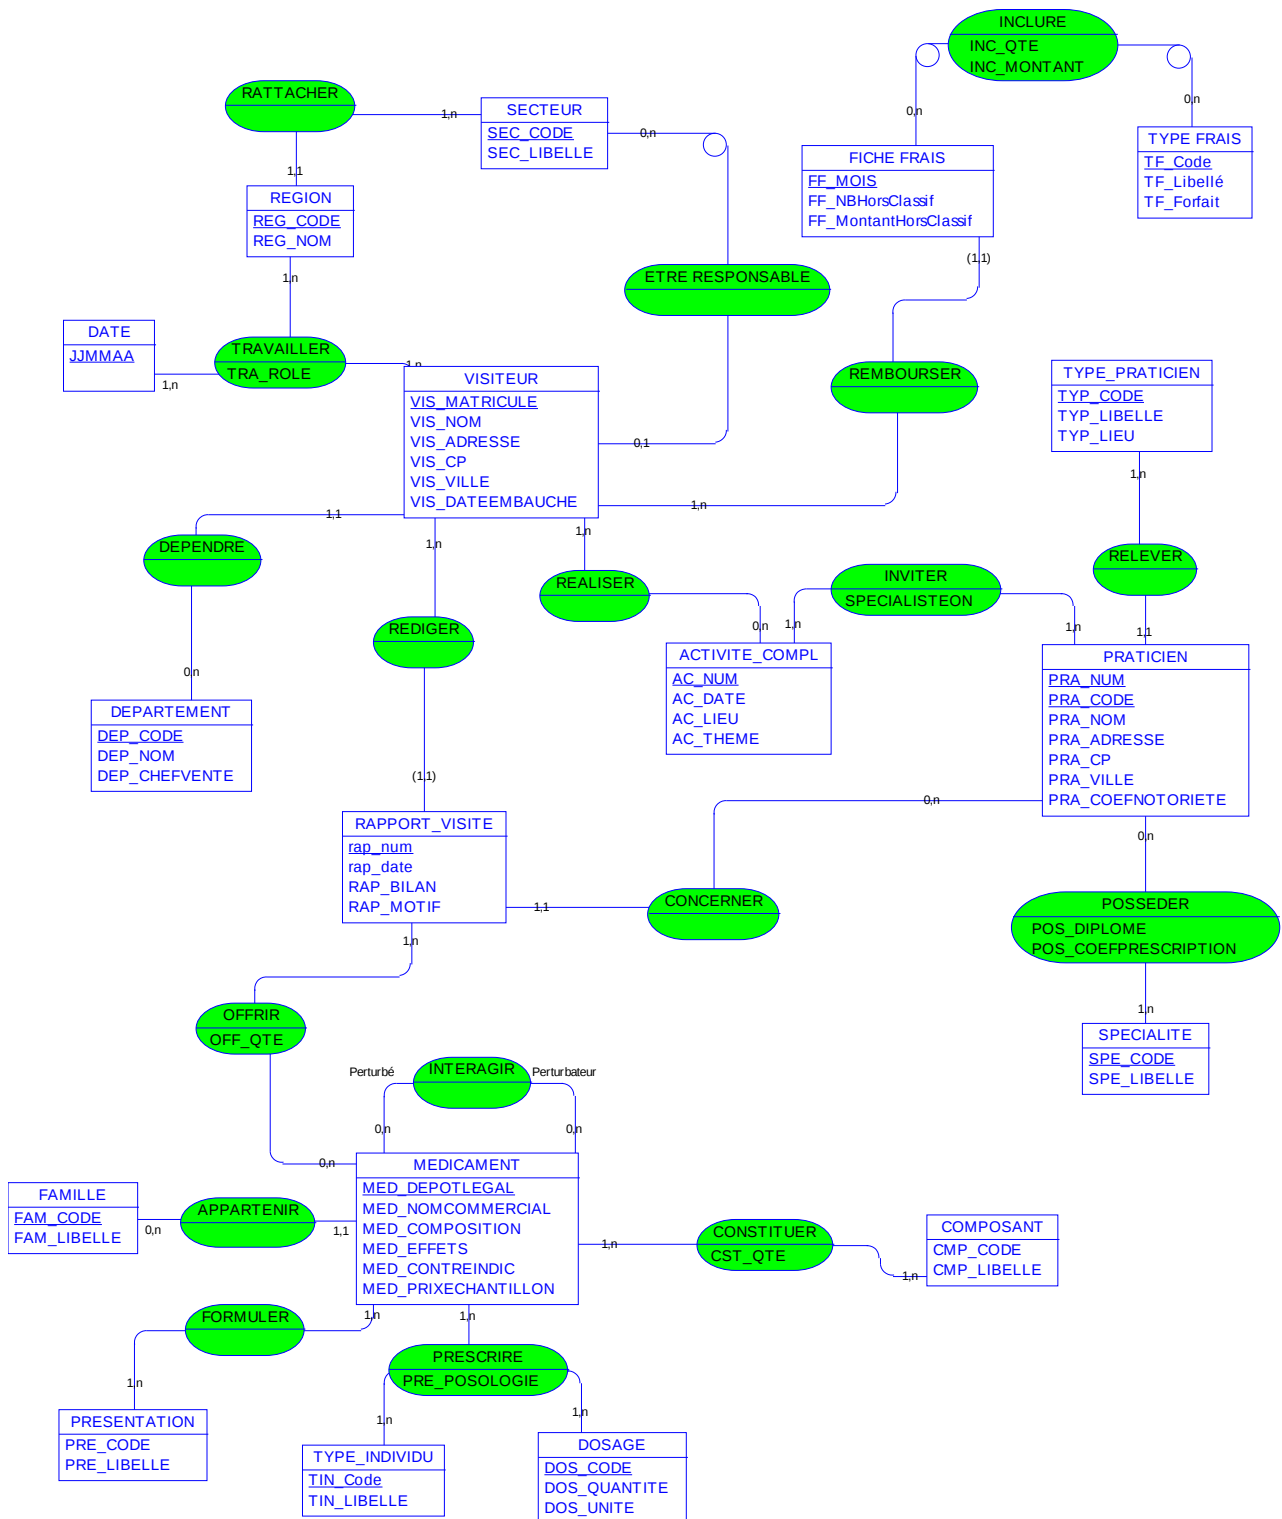 INCLURE
INC_QTE
INC_MONTANT
0,n
0,n
RATTACHER
1,n
1,1
SECTEUR
SEC_CODE
SEC_LIBELLE
0,n
TYPE FRAIS
TF_Code
TF_Libellé
TF_Forfait
FICHE FRAIS
FF_MOIS
FF_NBHorsClassif
FF_MontantHorsClassif
(1,1)
REGION
REG_CODE
REG_NOM
1,n
ETRE RESPONSABLE
DATE
JJMMAA
1,n
TRAVAILLER
TRA_ROLE
1,n
VISITEUR
VIS_MATRICULE
VIS_NOM
VIS_ADRESSE
VIS_CP
VIS_VILLE
VIS_DATEEMBAUCHE
0,1
1,n
REMBOURSER
TYPE_PRATICIEN
TYP_CODE
TYP_LIBELLE
TYP_LIEU
1,n
1,1
1,n
1,n
DEPENDRE
REALISER
INVITER
SPECIALISTEON
RELEVER
REDIGER
0,n
1,n
1,n
1,1
0,n
DEPARTEMENT
DEP_CODE
DEP_NOM
DEP_CHEFVENTE
ACTIVITE_COMPL
AC_NUM
AC_DATE
AC_LIEU
AC_THEME
PRATICIEN
PRA_NUM
PRA_CODE
PRA_NOM
PRA_ADRESSE
PRA_CP
PRA_VILLE
PRA_COEFNOTORIETE
(1,1)
0,n
0,n
RAPPORT_VISITE
rap_num
rap_date
RAP_BILAN
RAP_MOTIF
1,1
CONCERNER
1,n
POSSEDER
POS_DIPLOME
POS_COEFPRESCRIPTION
1,n
OFFRIR
OFF_QTE
SPECIALITE
SPE_CODE
SPE_LIBELLE
Perturbé
INTERAGIR
Perturbateur
0,n
0,n
0,n
MEDICAMENT
MED_DEPOTLEGAL
MED_NOMCOMMERCIAL
MED_COMPOSITION
MED_EFFETS
MED_CONTREINDIC
MED_PRIXECHANTILLON
FAMILLE
FAM_CODE
FAM_LIBELLE
0,n
APPARTENIR
1,1
1,n
CONSTITUER
CST_QTE
1,n
COMPOSANT
CMP_CODE
CMP_LIBELLE
FORMULER
1,n
1,n
1,n
PRESCRIRE
PRE_POSOLOGIE
1,n
1,n
PRESENTATION
PRE_CODE
PRE_LIBELLE
TYPE_INDIVIDU
TIN_Code
TIN_LIBELLE
DOSAGE
DOS_CODE
DOS_QUANTITE
DOS_UNITE